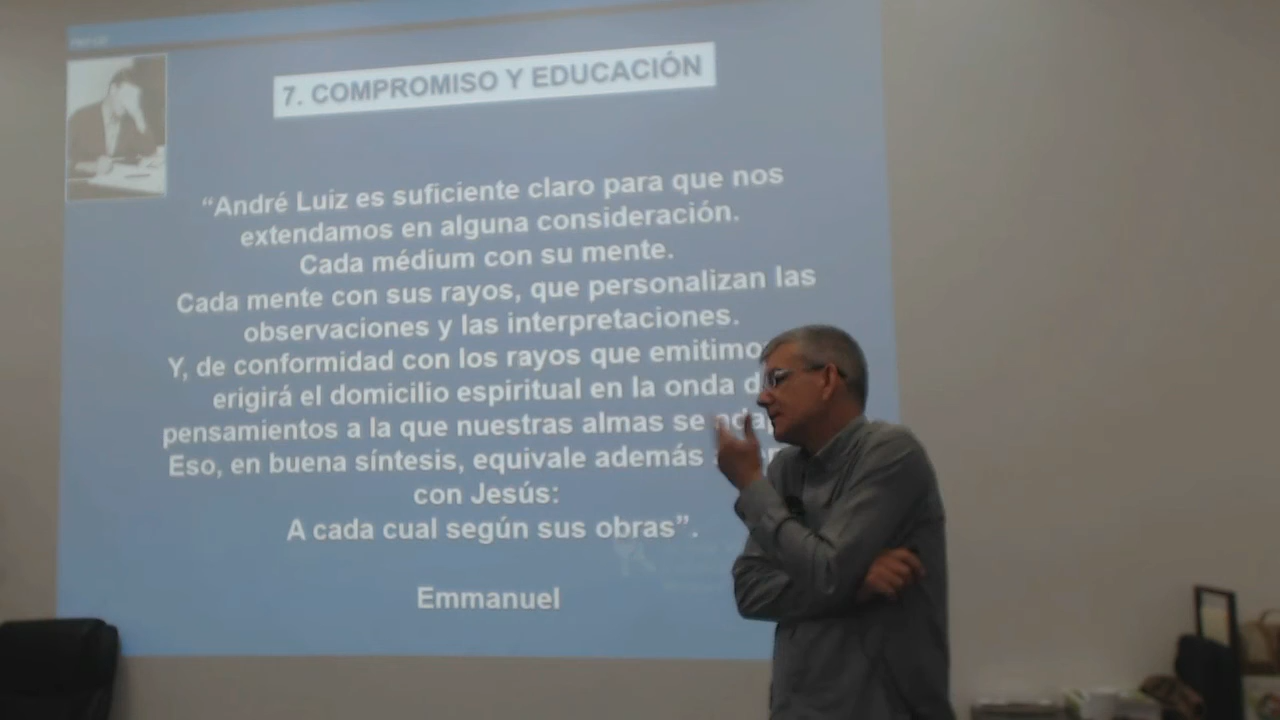 7. COMPROMISO Y EDUCACIÓN
“André Luiz es suficiente claro para que nos
extendamos en alguna consideración.
Cada médium con su mente.
Cada mente con sus rayos, que personalizan las
observaciones y las interpretaciones.
Y, de conformidad con los rayos que emitimo
erigirá el domicilio espiritual en la onda d
pensamientos a la que nuestras almas se
Eso, en buena síntesis, equivale además
con Jesús:
A cada cual según sus obras”.
Emmanuel